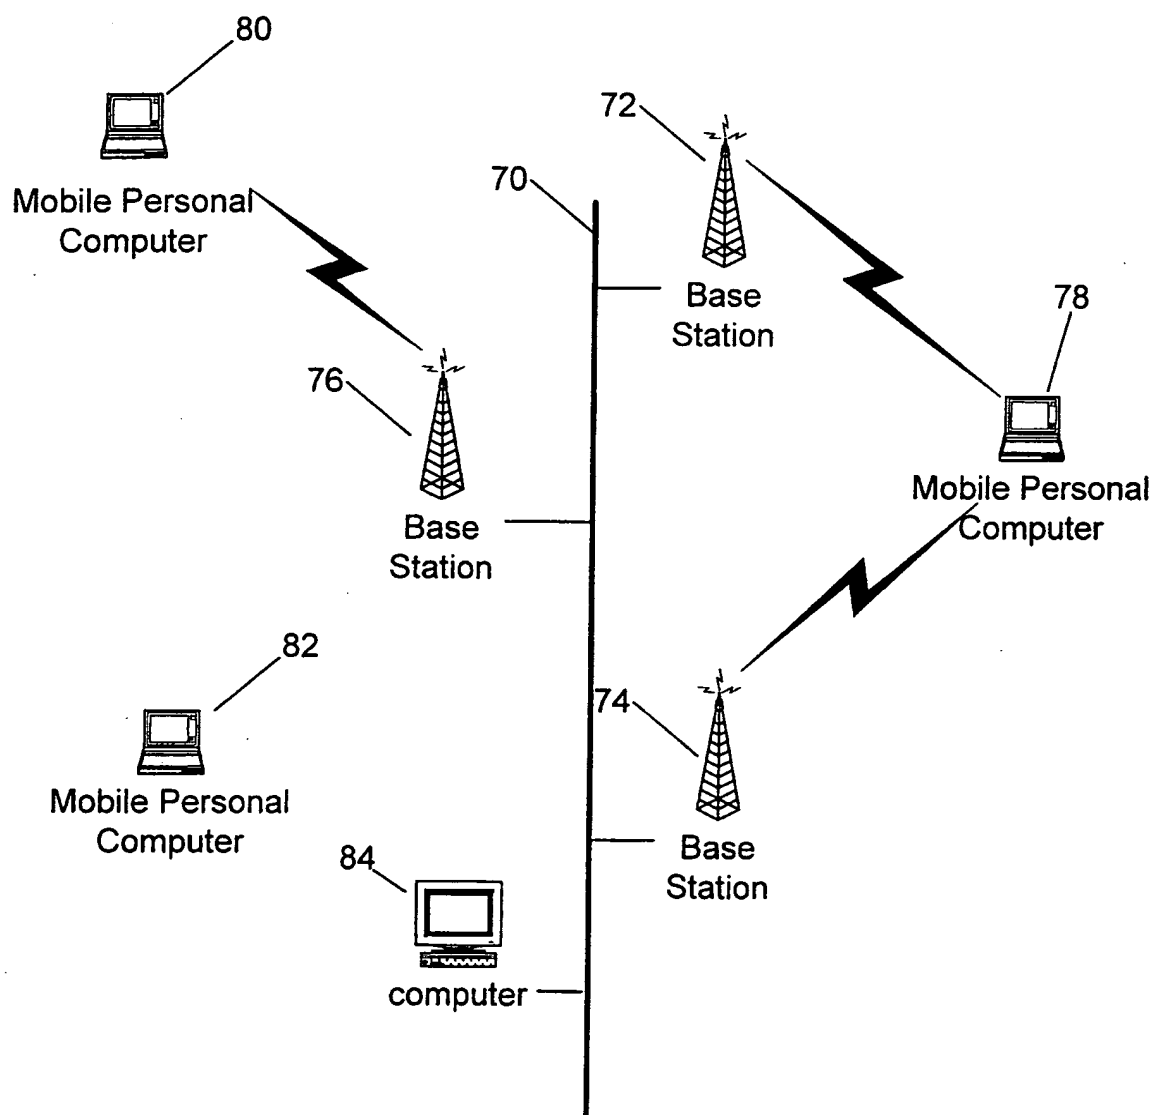 80
Mobile Personal
Computer
72
70
Base
Station
78
Mobile Personal
Computer
76
Base
Station
82
Mobile Personal
Computer
74
Base
Station
84
computer